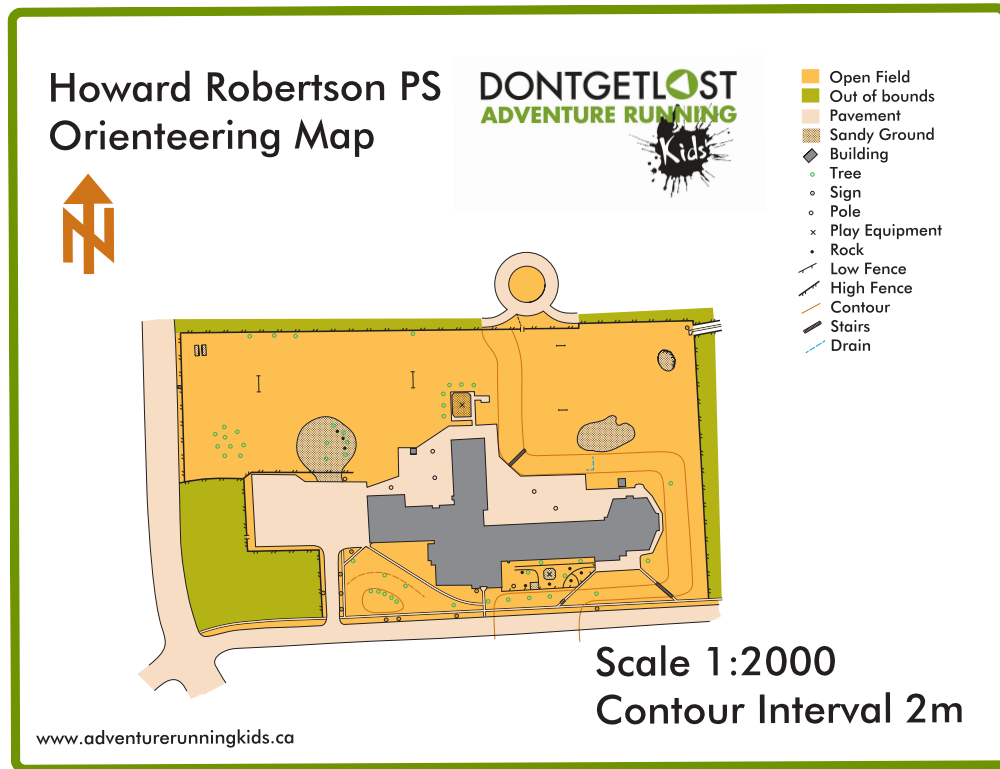 Howard Robertson PS
Orienteering Map
DONTGETLOST
ADVENTURE RUNNING
Kids
N
Open Field
Out of bounds
Pavement
Sandy Ground
Building
Tree
Sign
Pole
Play Equipment
Rock
Low Fence
High Fence
Contour
Stairs
Drain
Scale 1:2000
Contour Interval 2m
www.adventurerunningkids.ca